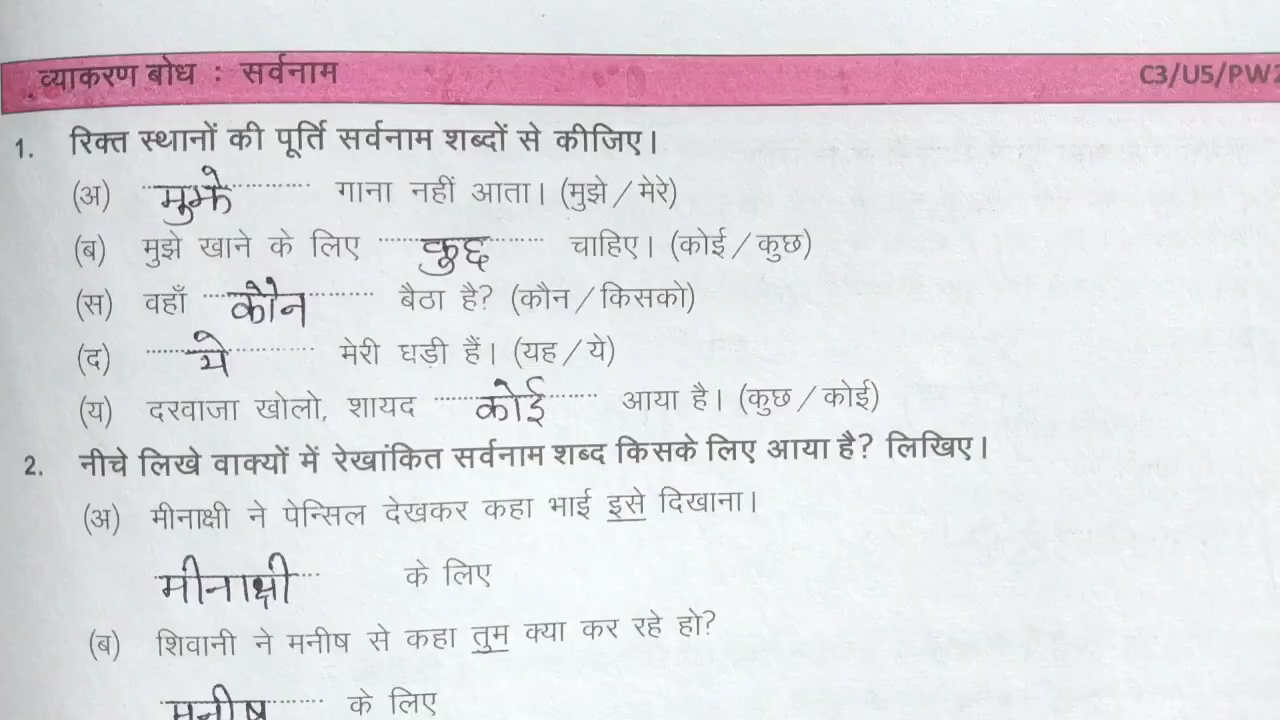 व्याकरण बोध : सर्वनाम C3/U5/PW2
1. रिक्त स्थानों की पूर्ति सर्वनाम शब्दों से कीजिए।
(अ) मुझे गाना नहीं आता। (मुझे / मेरे)
(ब) मुझे खाने के लिए कुछ चाहिए। (कोई / कुछ)
(स) वहाँ कौन बैठा है? (कौन / किसको)
(द) ये मेरी घड़ी हैं। (यह / ये)
(य) दरवाजा खोलो, शायद कोई आया है। (कुछ / कोई)
2. नीचे लिखे वाक्यों में रेखांकित सर्वनाम शब्द किसके लिए आया है? लिखिए।
(अ) मीनाक्षी ने पेन्सिल देखकर कहा भाई इसे दिखाना।
मीनाक्षी के लिए
(ब) शिवानी ने मनीष से कहा तुम क्या कर रहे हो?
मनीष के लिए